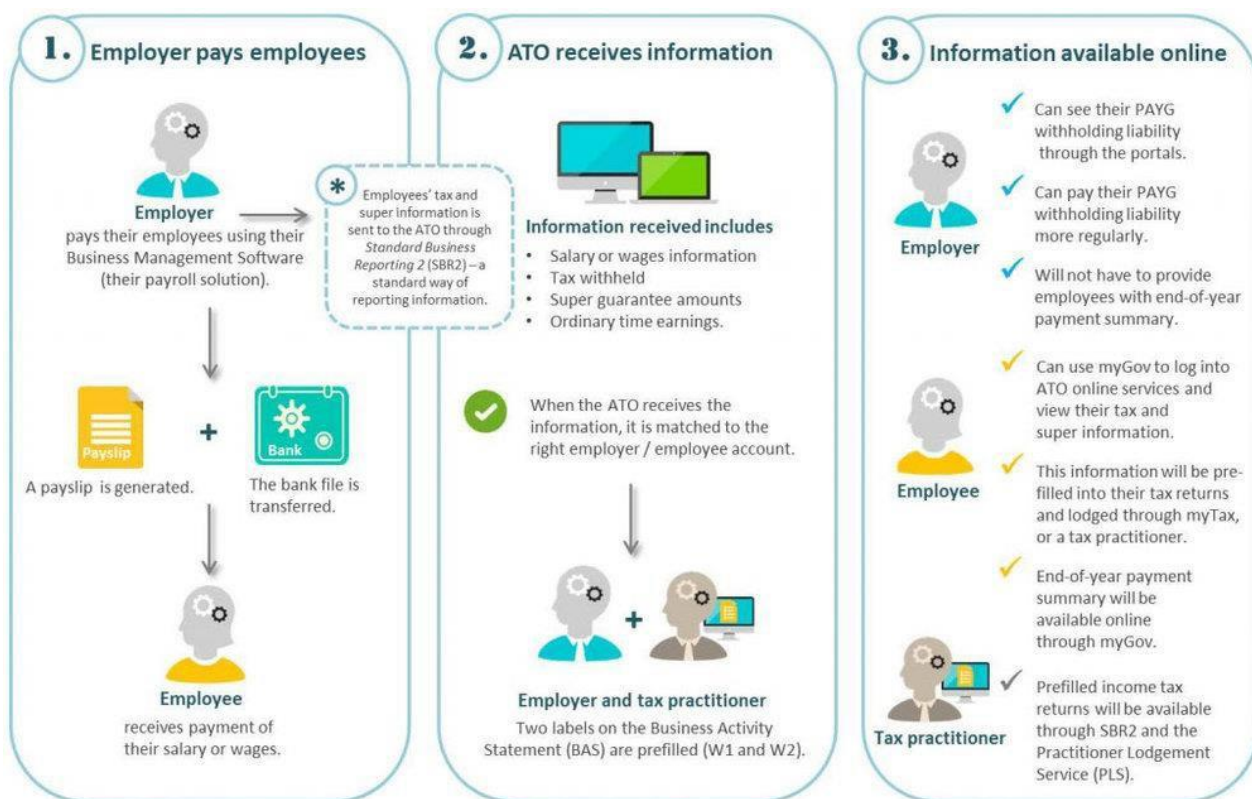 1. Employer pays employees
Employer
pays their employees using their
Business Management Software
(their payroll solution).
*
Employees' tax and
super information is
sent to the ATO through
Standard Business
Reporting 2 (SBR2) – a
standard way of
reporting information.
Payslip
+
Bank
A payslip is generated.
The bank file is
transferred.
Employee
receives payment of
their salary or wages.
2. ATO receives information
Information received includes
• Salary or wages information
• Tax withheld
• Super guarantee amounts
• Ordinary time earnings.
When the ATO receives the
information, it is matched to the
right employer / employee account.
+
Employer and tax practitioner
Two labels on the Business Activity
Statement (BAS) are prefilled (W1 and W2).
3. Information available online
Employer
Can see their PAYG
withholding liability
through the portals.
Can pay their PAYG
withholding liability
more regularly.
Will not have to provide
employees with end-of-year
payment summary.
Employee
Can use myGov to log into
ATO online services and
view their tax and
super information.
This information will be pre-
filled into their tax returns
and lodged through myTax,
or a tax practitioner.
End-of-year payment
summary will be
available online
through myGov.
Tax practitioner
Prefilled income tax
returns will be available
through SBR2 and the
Practitioner Lodgement
Service (PLS).